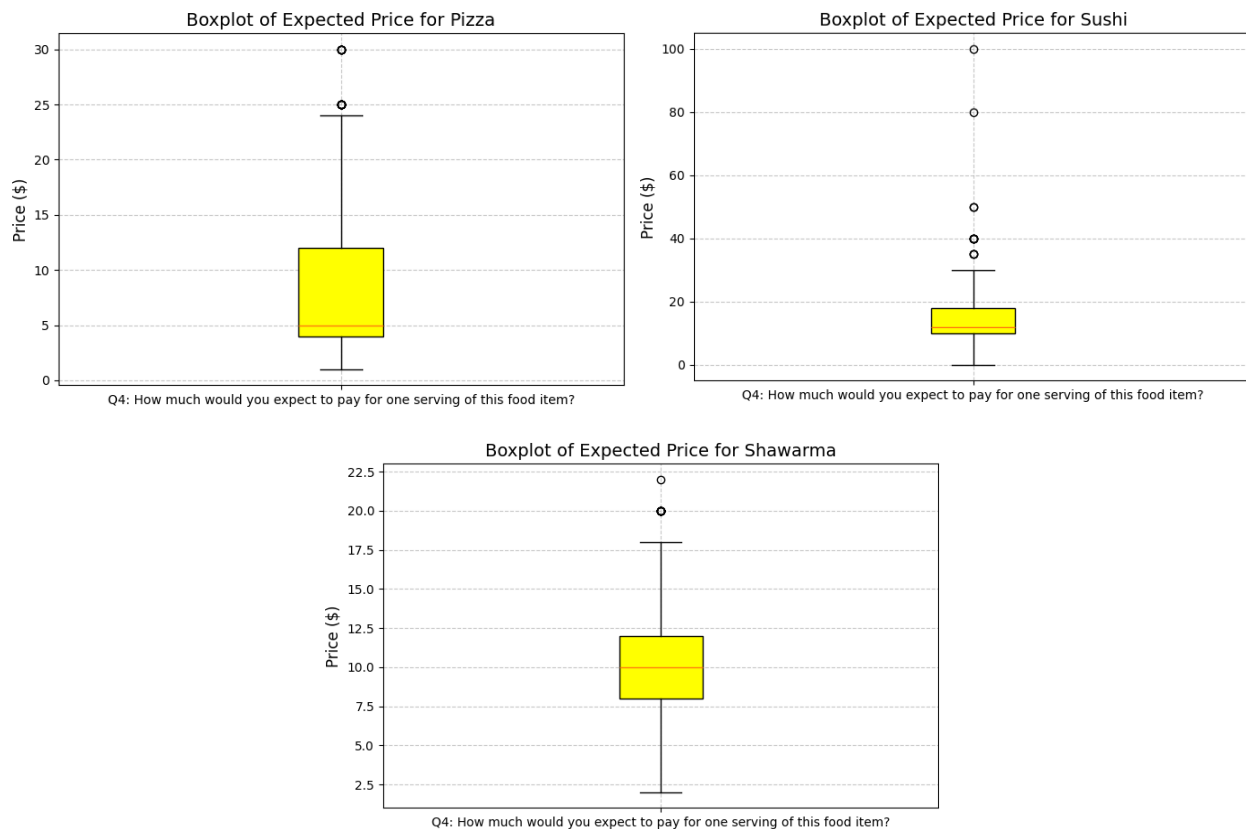 Boxplot of Expected Price for Pizza
30
25
20
15
10
5
0
Price ($)
Q4: How much would you expect to pay for one serving of this food item?
Boxplot of Expected Price for Sushi
100
80
60
40
20
0
Price ($)
Q4: How much would you expect to pay for one serving of this food item?
Boxplot of Expected Price for Shawarma
22.5
20.0
17.5
15.0
12.5
10.0
7.5
5.0
2.5
Price ($)
Q4: How much would you expect to pay for one serving of this food item?